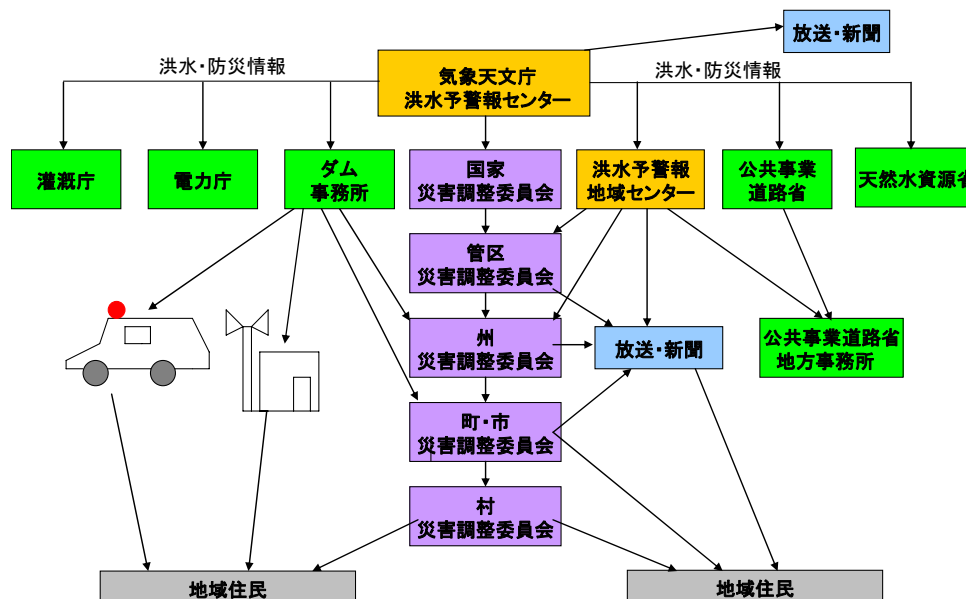 放送・新聞
洪水・防災情報
気象天文庁
洪水予警報センター
洪水・防災情報
灌漑庁
電力庁
ダム
事務所
国家
災害調整委員会
洪水予警報
地域センター
公共事業
道路省
天然水資源省
管区
災害調整委員会
州
災害調整委員会
放送・新聞
公共事業道路省
地方事務所
町・市
災害調整委員会
村
災害調整委員会
地域住民
地域住民